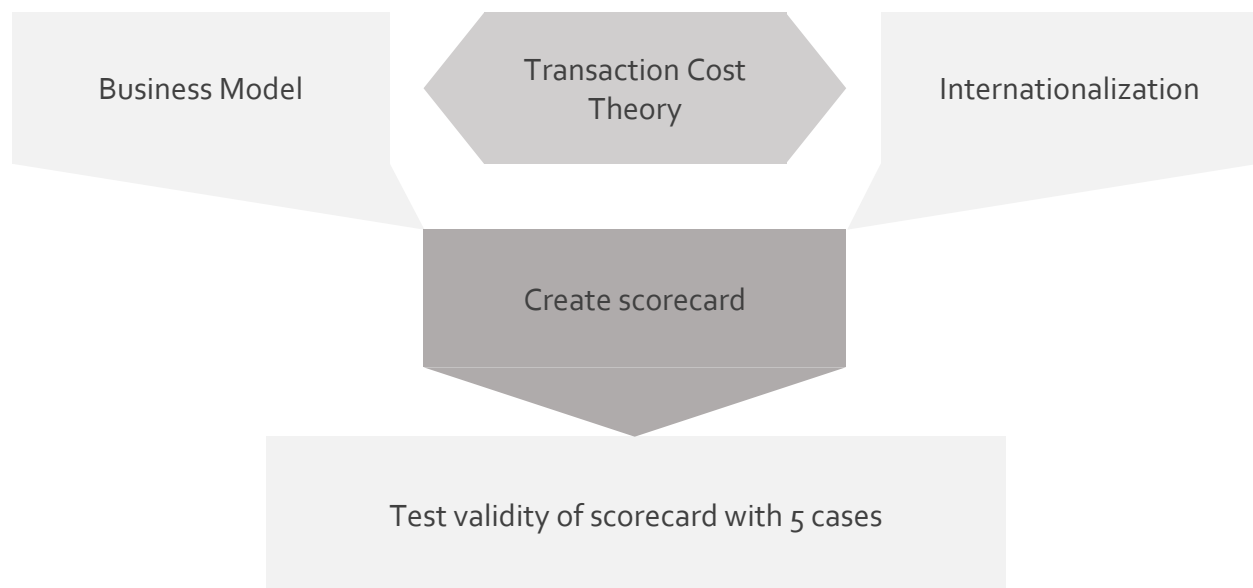 Business Model
Transaction Cost
Theory
Internationalization
Create scorecard
Test validity of scorecard with 5 cases